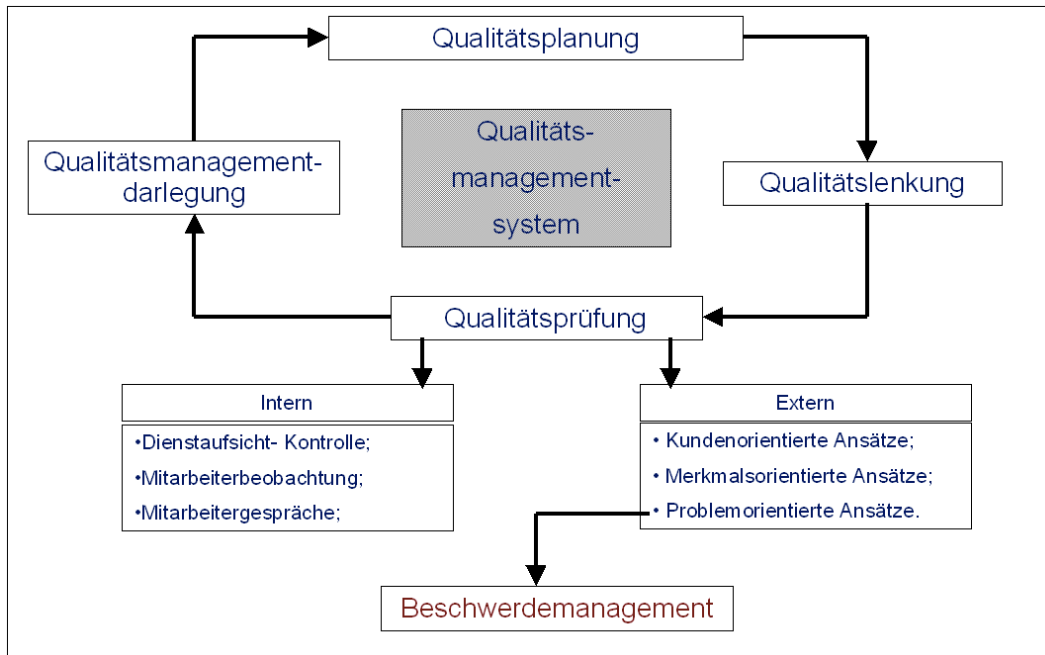 Qualitätsplanung
Qualitäts-
management-
system
Qualitätsmanagement-
darlegung
Qualitätslenkung
Qualitätsprüfung
Intern
•Dienstaufsicht- Kontrolle;
•Mitarbeiterbeobachtung;
•Mitarbeitergespräche;
Extern
• Kundenorientierte Ansätze;
• Merkmalsorientierte Ansätze;
• Problemorientierte Ansätze.
Beschwerdemanagement